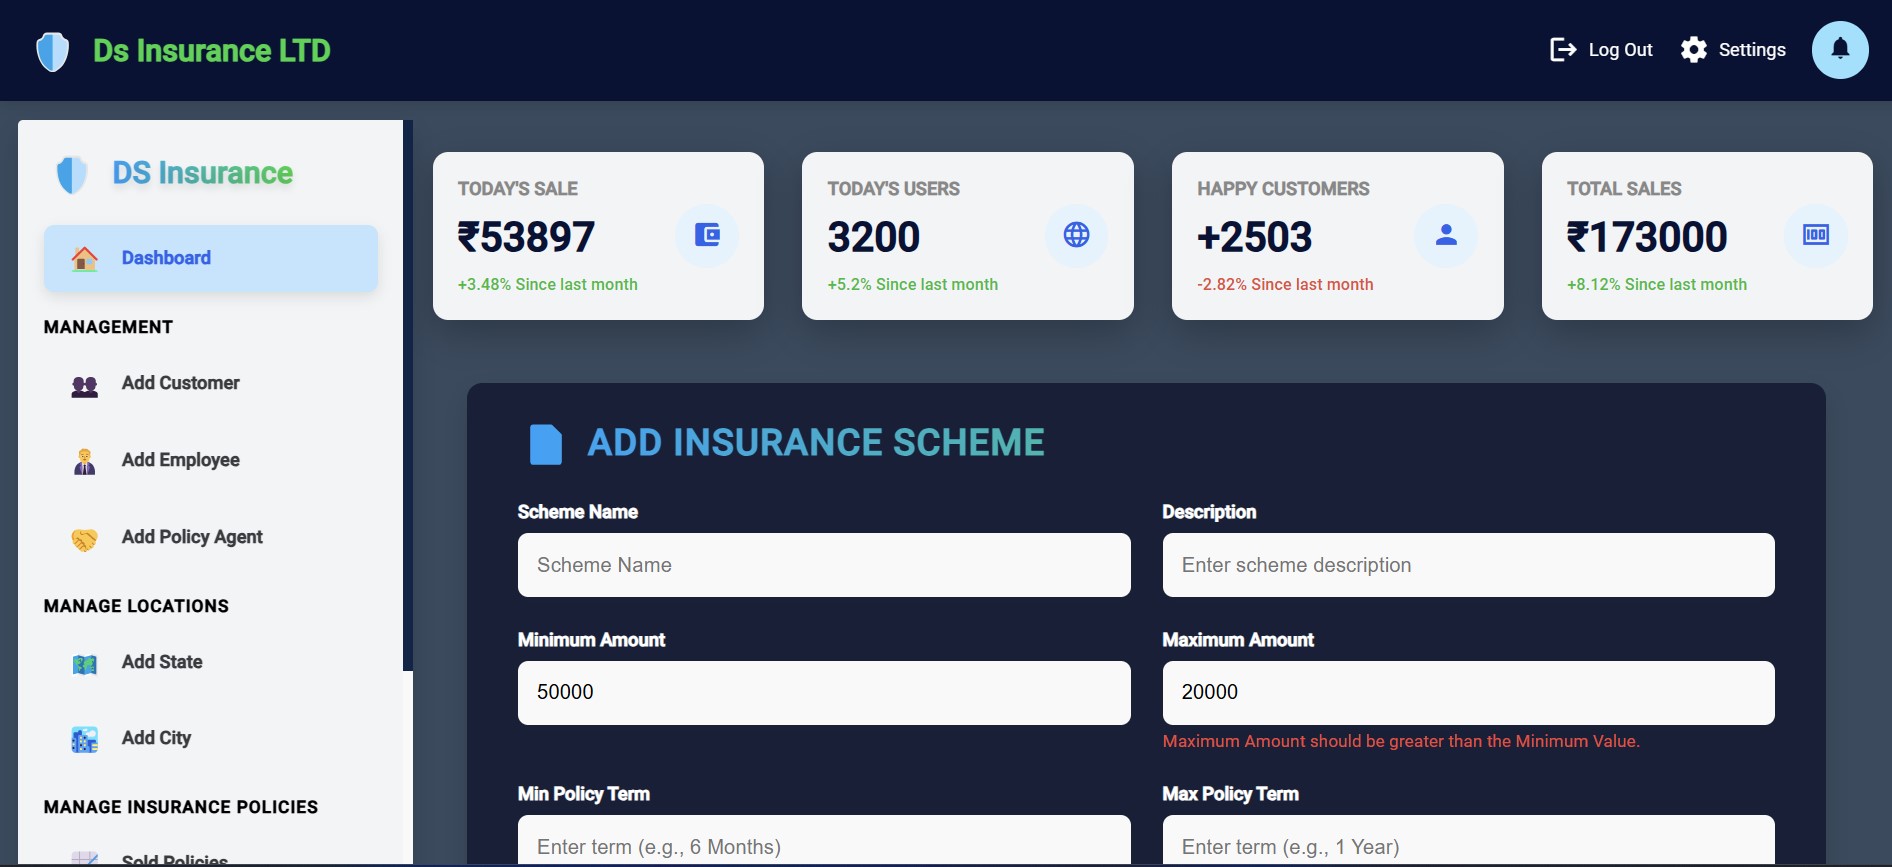 Ds Insurance LTD
Log Out
Settings
DS Insurance
Dashboard
MANAGEMENT
Add Customer
Add Employee
Add Policy Agent
MANAGE LOCATIONS
Add State
Add City
MANAGE INSURANCE POLICIES
Sold Policies
TODAY'S SALE
₹53897
+3.48% Since last month
TODAY'S USERS
3200
+5.2% Since last month
HAPPY CUSTOMERS
+2503
-2.82% Since last month
TOTAL SALES
₹173000
+8.12% Since last month
100
ADD INSURANCE SCHEME
Scheme Name
Scheme Name
Description
Enter scheme description
Minimum Amount
50000
Maximum Amount
20000
Maximum Amount should be greater than the Minimum Value.
Min Policy Term
Enter term (e.g., 6 Months)
Max Policy Term
Enter term (e.g., 1 Year)